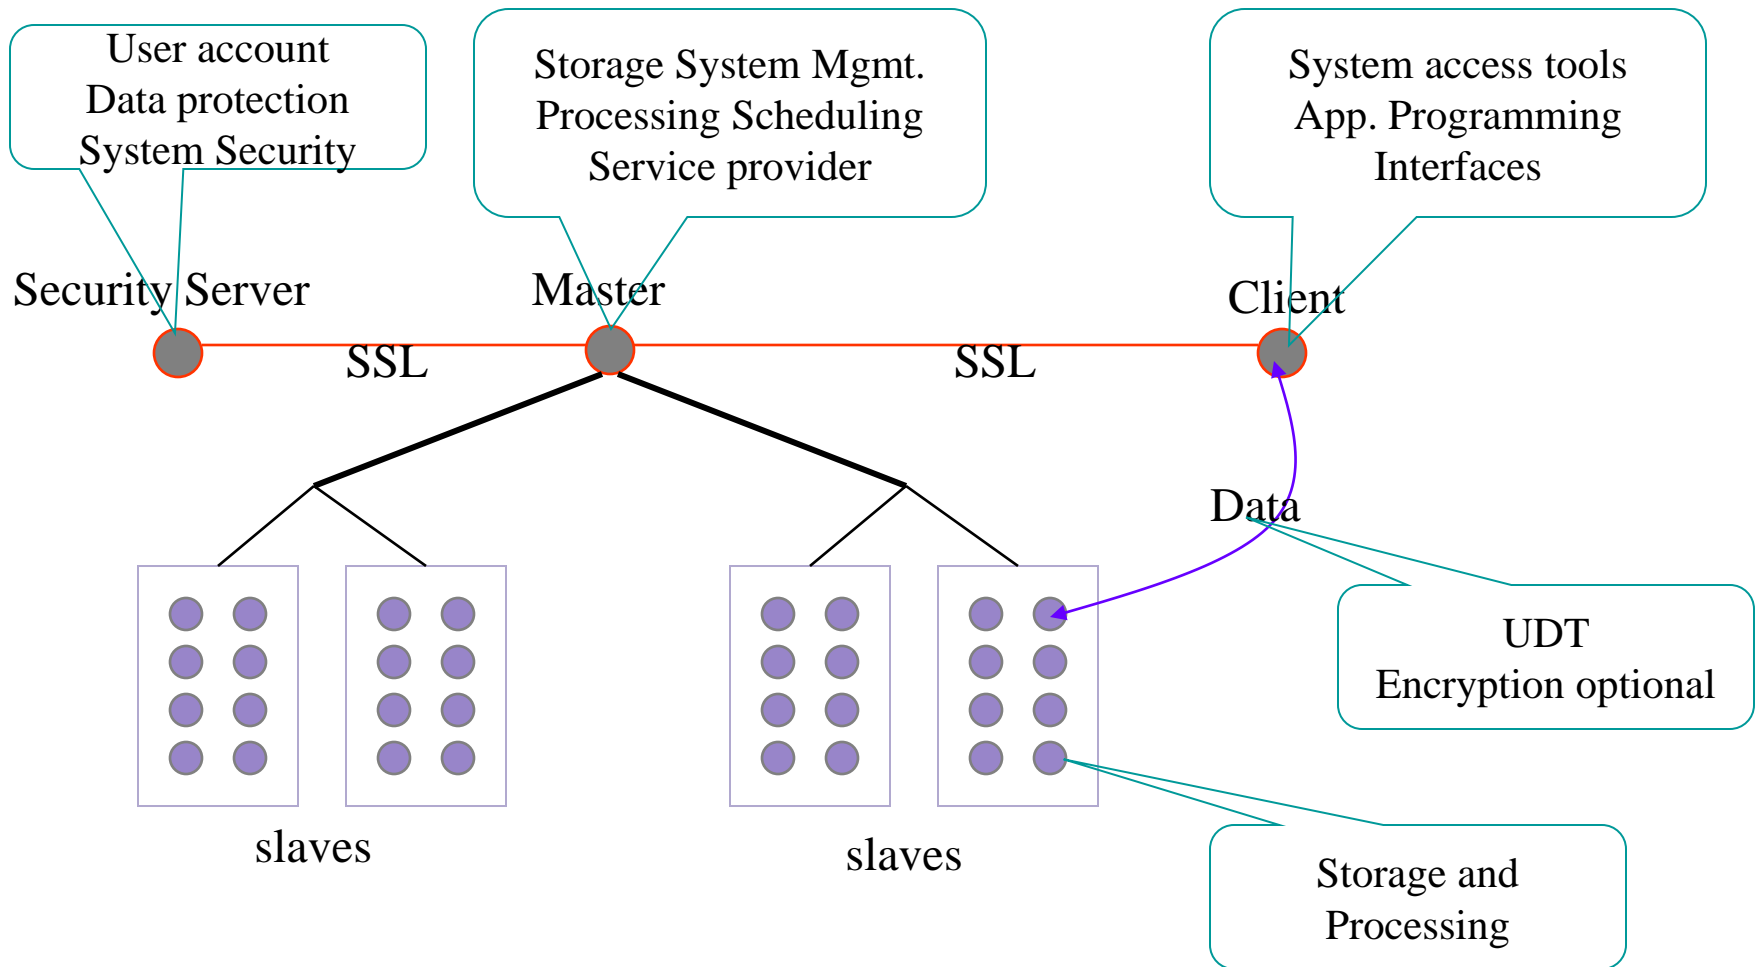 User account
Data protection
System Security
Storage System Mgmt.
Processing Scheduling
Service provider
System access tools
App. Programming
Interfaces
Security Server
Master
Client
SSL
SSL
Data
UDT
Encryption optional
slaves
slaves
Storage and
Processing